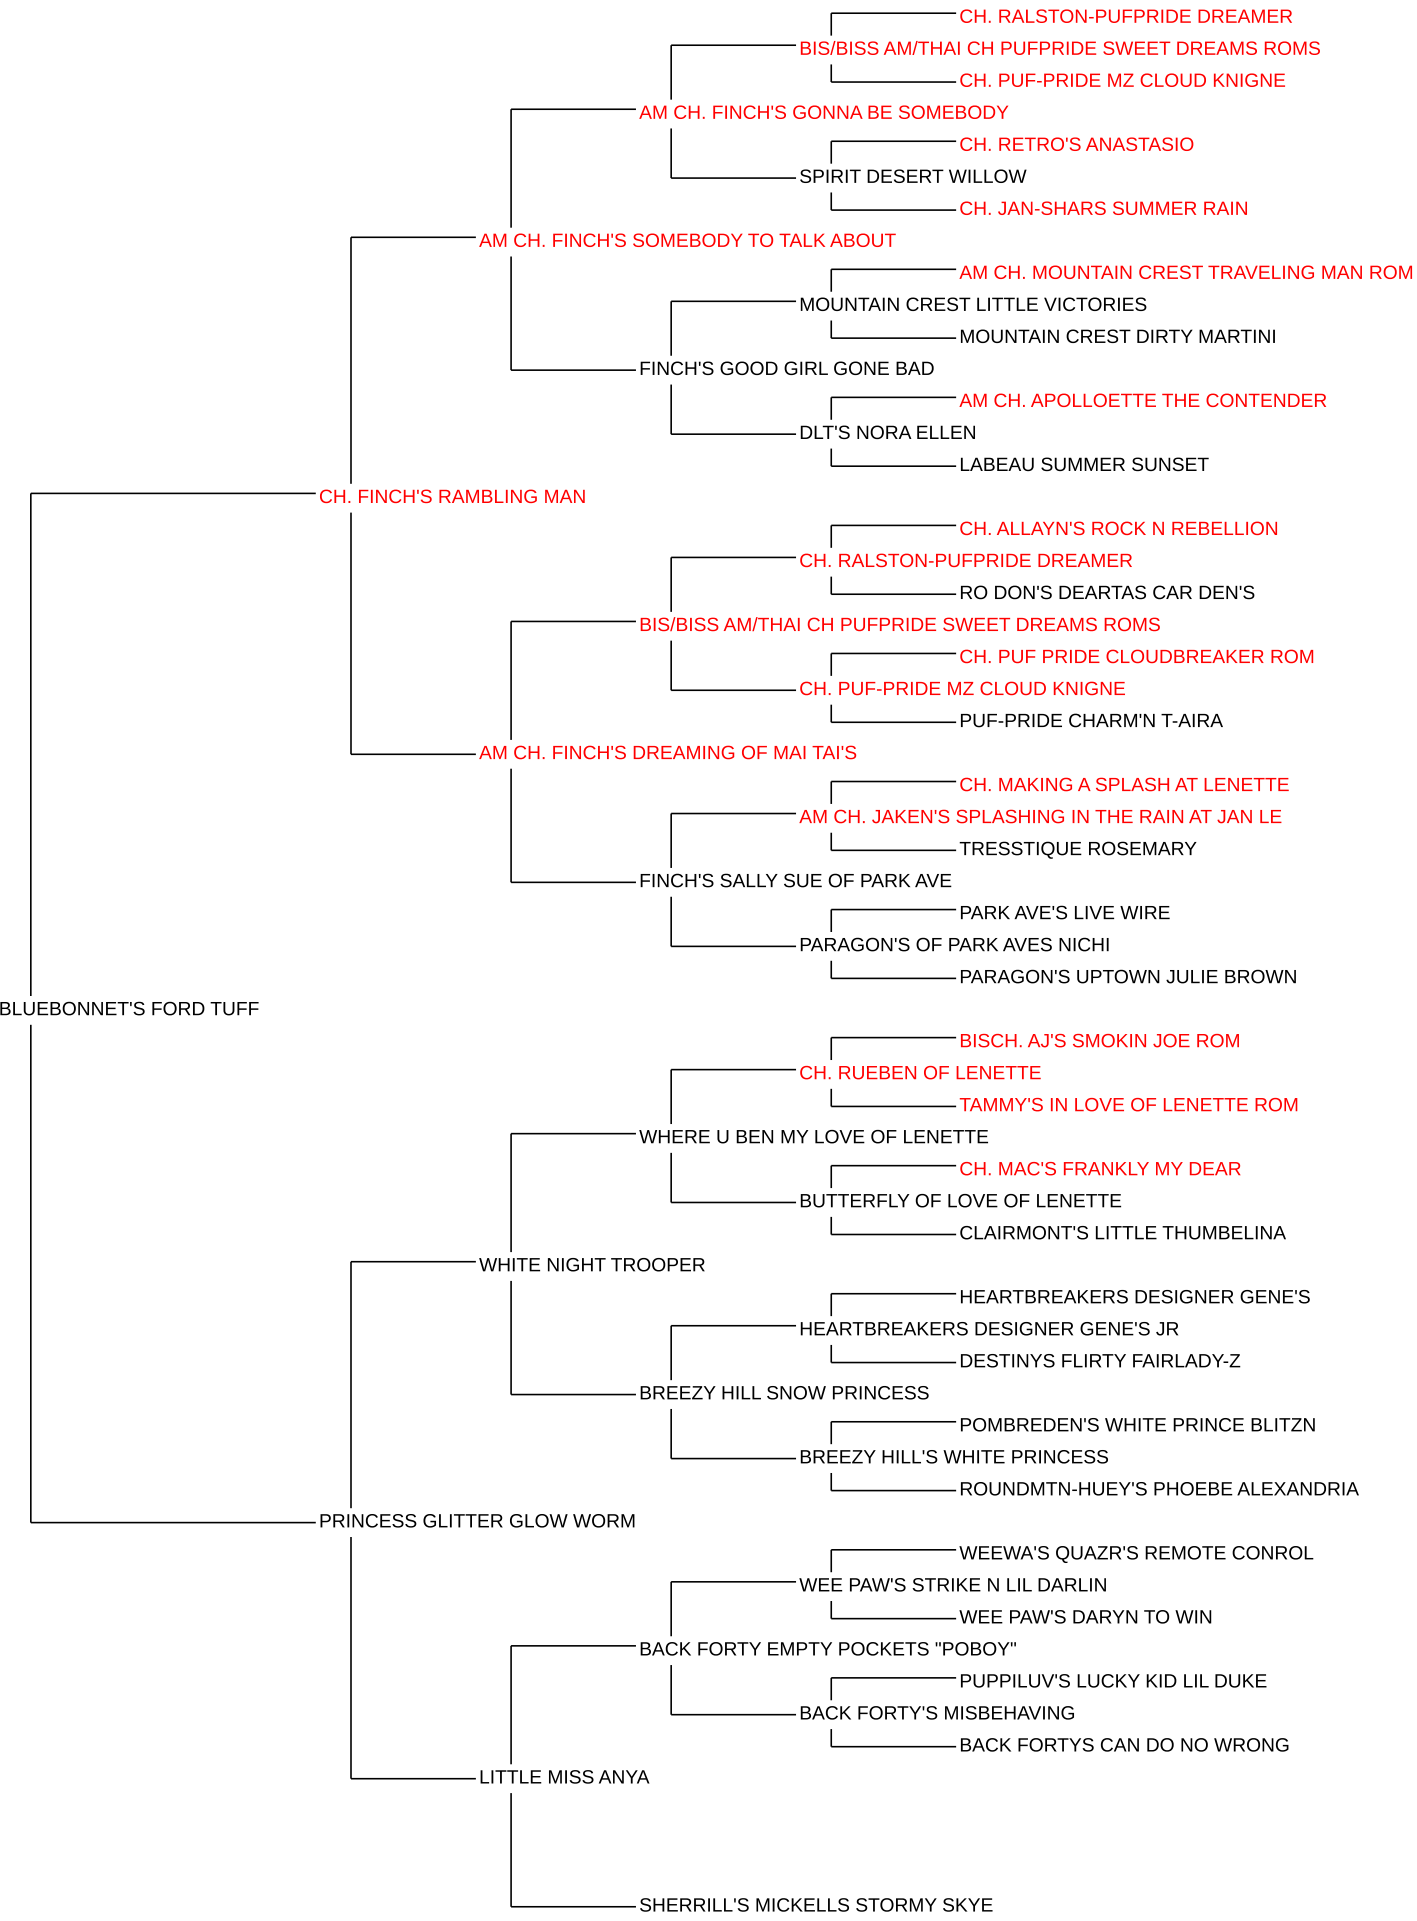 CH. RALSTON-PUFPRIDE DREAMER
BIS/BISS AM/THAI CH PUFPRIDE SWEET DREAMS ROMS
CH. PUF-PRIDE MZ CLOUD KNIGNE
AM CH. FINCH'S GONNA BE SOMEBODY
CH. RETRO'S ANASTASIO
SPIRIT DESERT WILLOW
CH. JAN-SHARS SUMMER RAIN
AM CH. FINCH'S SOMEBODY TO TALK ABOUT
AM CH. MOUNTAIN CREST TRAVELING MAN ROM
MOUNTAIN CREST LITTLE VICTORIES
MOUNTAIN CREST DIRTY MARTINI
FINCH'S GOOD GIRL GONE BAD
AM CH. APOLLOETTE THE CONTENDER
DLT'S NORA ELLEN
LABEAU SUMMER SUNSET
CH. FINCH'S RAMBLING MAN
CH. ALLAYN'S ROCK N REBELLION
CH. RALSTON-PUFPRIDE DREAMER
RO DON'S DEARTAS CAR DEN'S
BIS/BISS AM/THAI CH PUFPRIDE SWEET DREAMS ROMS
CH. PUF PRIDE CLOUDBREAKER ROM
CH. PUF-PRIDE MZ CLOUD KNIGNE
PUF-PRIDE CHARM'N T-AIRA
AM CH. FINCH'S DREAMING OF MAI TAI'S
CH. MAKING A SPLASH AT LENETTE
AM CH. JAKEN'S SPLASHING IN THE RAIN AT JAN LE
TRESSTIQUE ROSEMARY
FINCH'S SALLY SUE OF PARK AVE
PARK AVE'S LIVE WIRE
PARAGON'S OF PARK AVES NICHI
PARAGON'S UPTOWN JULIE BROWN
BLUEBONNET'S FORD TUFF
BISCH. AJ'S SMOKIN JOE ROM
CH. RUEBEN OF LENETTE
TAMMY'S IN LOVE OF LENETTE ROM
WHERE U BEN MY LOVE OF LENETTE
CH. MAC'S FRANKLY MY DEAR
BUTTERFLY OF LOVE OF LENETTE
CLAIRMONT'S LITTLE THUMBELINA
WHITE NIGHT TROOPER
HEARTBREAKERS DESIGNER GENE'S
HEARTBREAKERS DESIGNER GENE'S JR
DESTINYS FLIRTY FAIRLADY-Z
BREEZY HILL SNOW PRINCESS
POMBREDEN'S WHITE PRINCE BLITZN
BREEZY HILL'S WHITE PRINCESS
ROUNDMTN-HUEY'S PHOEBE ALEXANDRIA
PRINCESS GLITTER GLOW WORM
WEEWA'S QUAZR'S REMOTE CONROL
WEE PAW'S STRIKE N LIL DARLIN
WEE PAW'S DARYN TO WIN
BACK FORTY EMPTY POCKETS "POBOY"
PUPPILUV'S LUCKY KID LIL DUKE
BACK FORTY'S MISBEHAVING
BACK FORTYS CAN DO NO WRONG
LITTLE MISS ANYA
SHERRILL'S MICKELLS STORMY SKYE